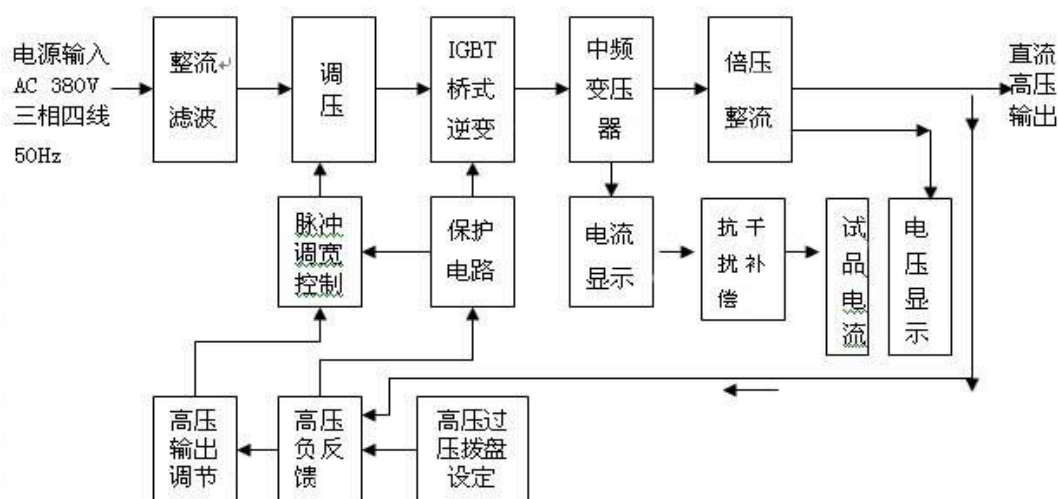 电源输入
AC 380V
三相四线
50Hz
整流
滤波
调
压
IGBT
桥式
逆变
中频
变压
器
倍压
整流
直流
高压
输出
脉冲
调宽
控制
保护
电路
电流
显示
抗干
扰补
偿
试
品
电
流
电
压
显
示
高压
输出
调节
高压
负反
馈
高压过
压拨盘
设定